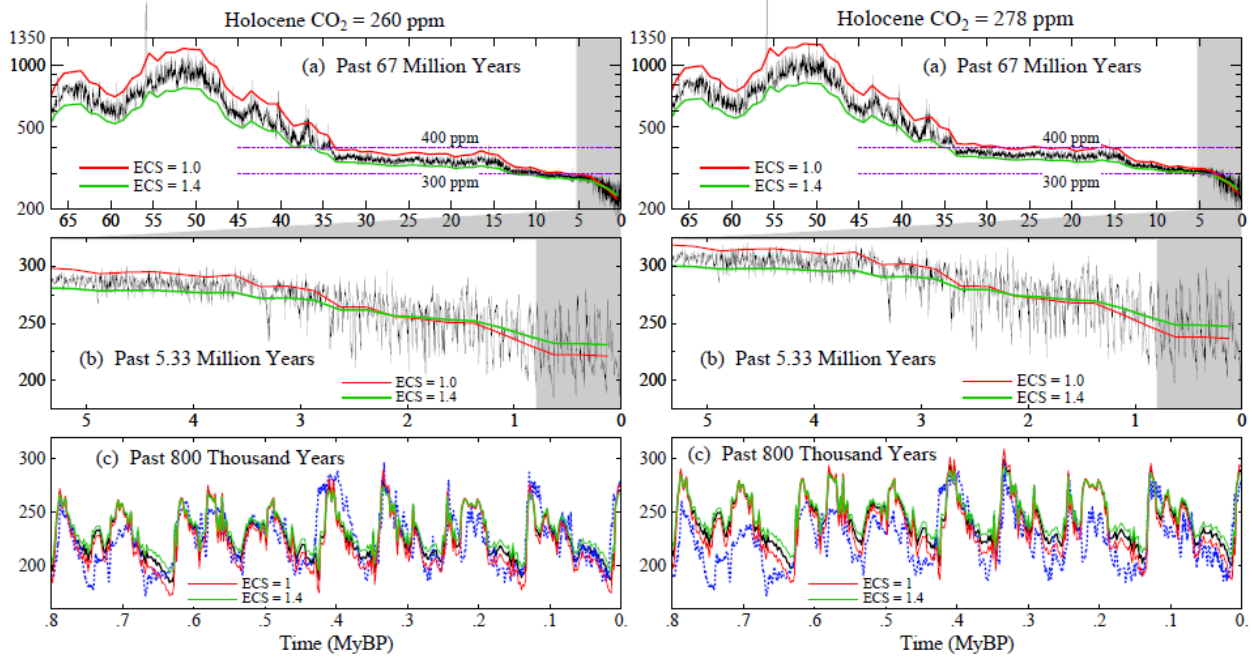 Holocene CO₂ = 260 ppm
1350
1000
500
200
(a) Past 67 Million Years
400 ppm
300 ppm
ECS = 1.0
ECS = 1.4
65 60 55 50 45 40 35 30 25 20 15 10 5 0
300
250
200
(b) Past 5.33 Million Years
ECS = 1.0
ECS = 1.4
5 4 3 2 1 0
300
250
200
(c) Past 800 Thousand Years
ECS = 1
ECS = 1.4
.8 .7 .6 .5 .4 .3 .2 .1 0.
Time (MyBP)
Holocene CO₂ = 278 ppm
1350
1000
500
200
(a) Past 67 Million Years
400 ppm
300 ppm
ECS = 1.0
ECS = 1.4
65 60 55 50 45 40 35 30 25 20 15 10 5 0
300
250
200
(b) Past 5.33 Million Years
ECS = 1.0
ECS = 1.4
5 4 3 2 1 0
300
250
200
(c) Past 800 Thousand Years
ECS = 1
ECS = 1.4
.8 .7 .6 .5 .4 .3 .2 .1 0.
Time (MyBP)